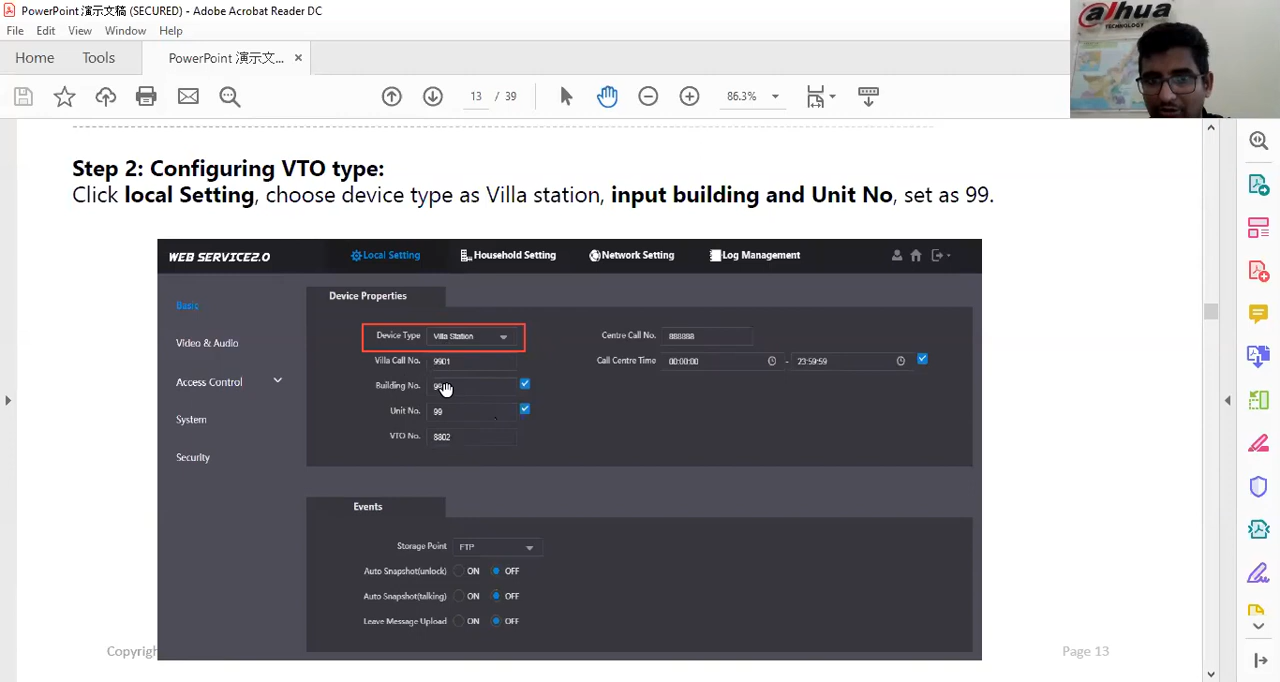 PowerPoint 演示文稿 (SECURED) - Adobe Acrobat Reader DC
File Edit View Window Help
Home Tools PowerPoint 演示文... ×
13 / 39 86.3%
alhua
TECHNOLOGY
Step 2: Configuring VTO type:
Click local Setting, choose device type as Villa station, input building and Unit No, set as 99.
WEB SERVICE2.0 Local Setting Household Setting Network Setting Log Management
Basic
Video & Audio
Access Control
System
Security
Device Properties
Device Type Villa Station
Villa Call No. 9901
Building No.
Unit No. 99
VTO No. 8802
Centre Call No. 888888
Call Centre Time 00:00:00 - 23:59:59
Events
Storage Point FTP
Auto Snapshot(unlock) ON OFF
Auto Snapshot(talking) ON OFF
Leave Message Upload ON OFF
Copyrig
Page 13